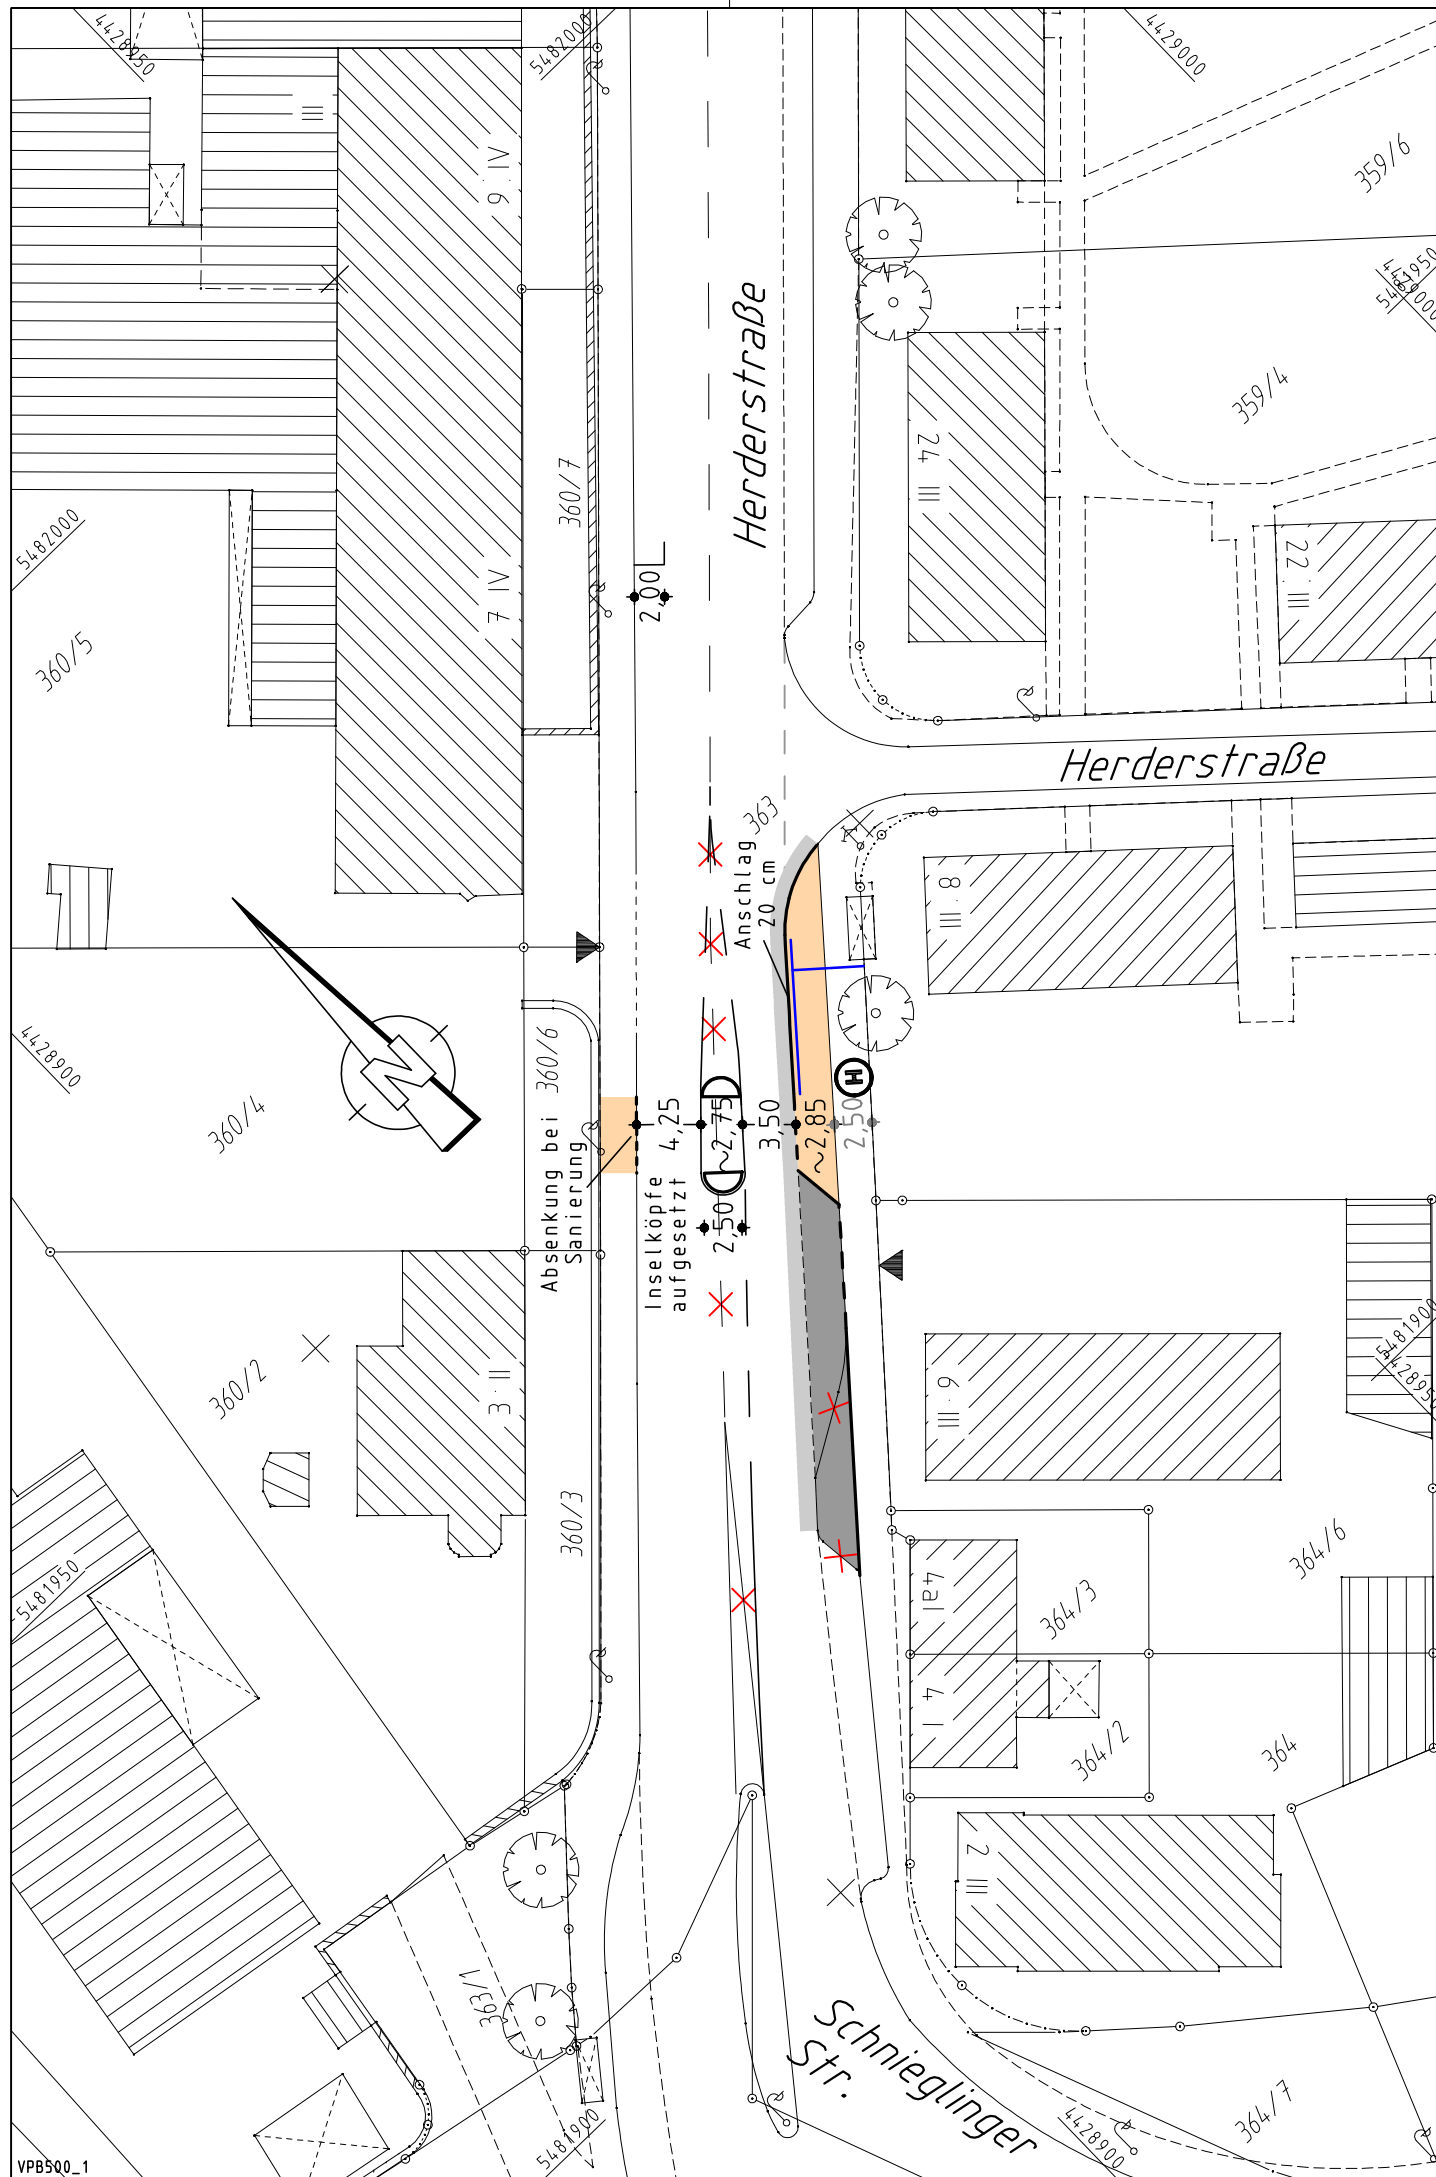 4428950
5482000
4429000
III
9 IV
359/6
5481950
4429000
Herderstraße
359/4
24 III
360/7
5482000
22 III
7 IV
2,00
360/5
Herderstraße
363
Anschlag
20 cm
8 III
4428900
360/6
360/4
N
H
Absenkung bei
Sanierung
4,25
~2,75
3,50
~2,85
2,50
Inselköpfe
aufgesetzt
2,50
5481900
4428950
360/2
3 II
6 III
360/3
5481950
364/6
4aI
364/3
4 I
364/2
364
2 III
363/1
Schnieglinger
Str.
5481900
4428900
364/7
VPB500_1